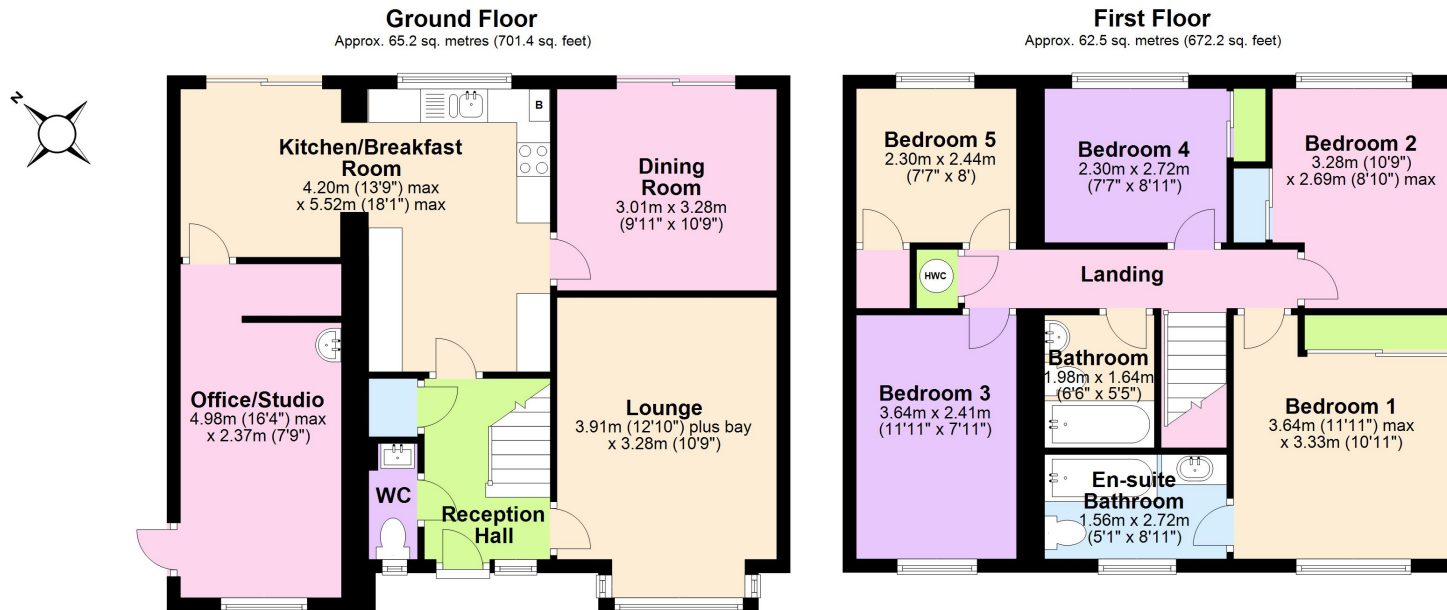 Ground Floor
Approx. 65.2 sq. metres (701.4 sq. feet)
N
Kitchen/Breakfast
Room
4.20m (13'9") max
x 5.52m (18'1") max
B
Dining
Room
3.01m x 3.28m
(9'11" x 10'9")
Office/Studio
4.98m (16'4") max
x 2.37m (7'9")
WC
Reception
Hall
Lounge
3.91m (12'10") plus bay
x 3.28m (10'9")
First Floor
Approx. 62.5 sq. metres (672.2 sq. feet)
Bedroom 5
2.30m x 2.44m
(7'7" x 8')
Bedroom 4
2.30m x 2.72m
(7'7" x 8'11")
Bedroom 2
3.28m (10'9")
x 2.69m (8'10") max
HWC
Landing
Bedroom 3
3.64m x 2.41m
(11'11" x 7'11")
Bathroom
1.98m x 1.64m
(6'6" x 5'5")
Bedroom 1
3.64m (11'11") max
x 3.33m (10'11")
En-suite
Bathroom
1.56m x 2.72m
(5'1" x 8'11")